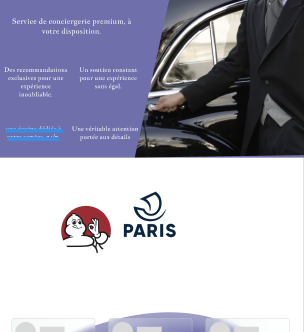 Service de conciergerie premium, à
votre disposition.
Des recommandations
exclusives pour une
expérience
inoubliable;
Un soutien constant
pour une expérience
sans égal.
Une véritable attention
portée aux détails
PARIS